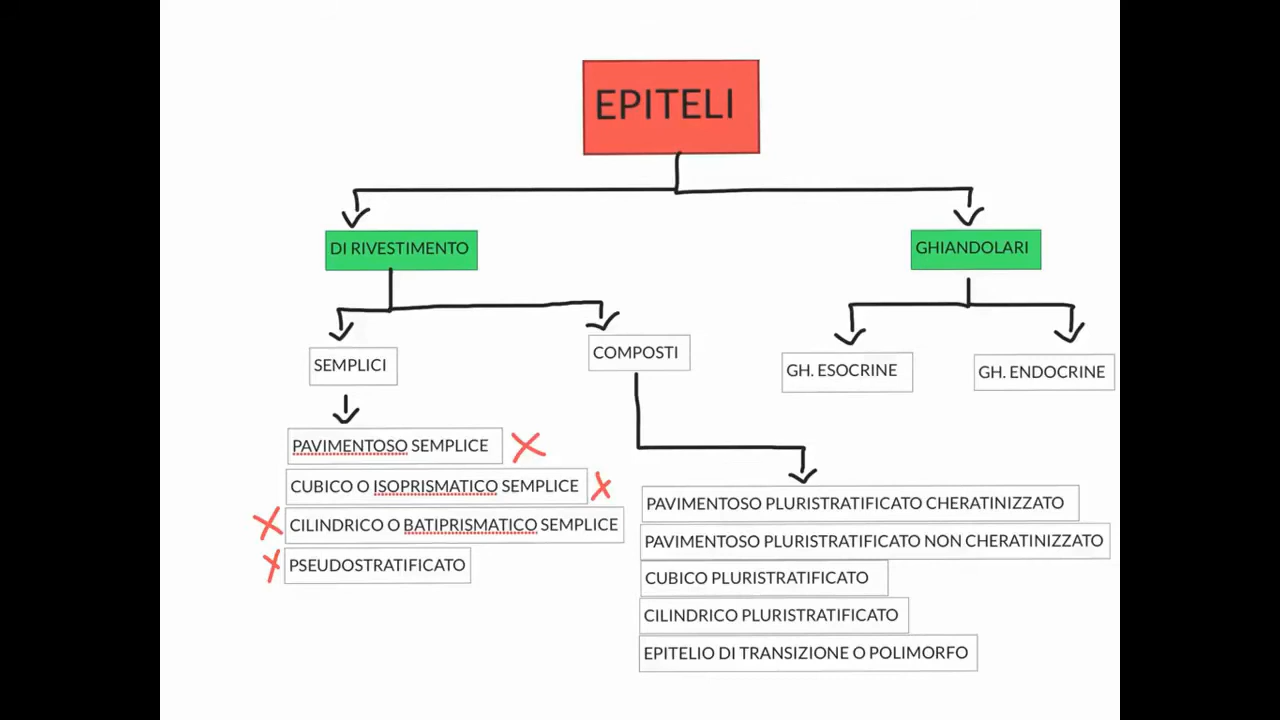 EPITELI
DI RIVESTIMENTO
GHIANDOLARI
SEMPLICI
COMPOSTI
GH. ESOCRINE
GH. ENDOCRINE
PAVIMENTOSO SEMPLICE
CUBICO O ISOPRISMATICO SEMPLICE
CILINDRICO O BATIPRISMATICO SEMPLICE
PSEUDOSTRATIFICATO
PAVIMENTOSO PLURISTRATIFICATO CHERATINIZZATO
PAVIMENTOSO PLURISTRATIFICATO NON CHERATINIZZATO
CUBICO PLURISTRATIFICATO
CILINDRICO PLURISTRATIFICATO
EPITELIO DI TRANSIZIONE O POLIMORFO